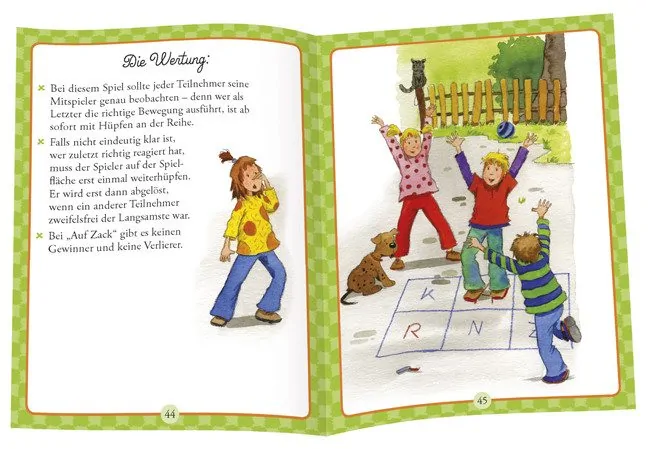 Die Wertung:
Bei diesem Spiel sollte jeder Teilnehmer seine
Mitspieler genau beobachten – denn wer als
Letzter die richtige Bewegung ausführt, ist ab
sofort mit Hüpfen an der Reihe.
Falls nicht eindeutig klar ist,
wer zuletzt richtig reagiert hat,
muss der Spieler auf der Spiel-
fläche erst einmal weiterhüpfen.
Er wird erst dann abgelöst,
wenn ein anderer Teilnehmer
zweifelsfrei der Langsamste war.
Bei „Auf Zack“ gibt es keinen
Gewinner und keine Verlierer.
44
K
R N Z
45